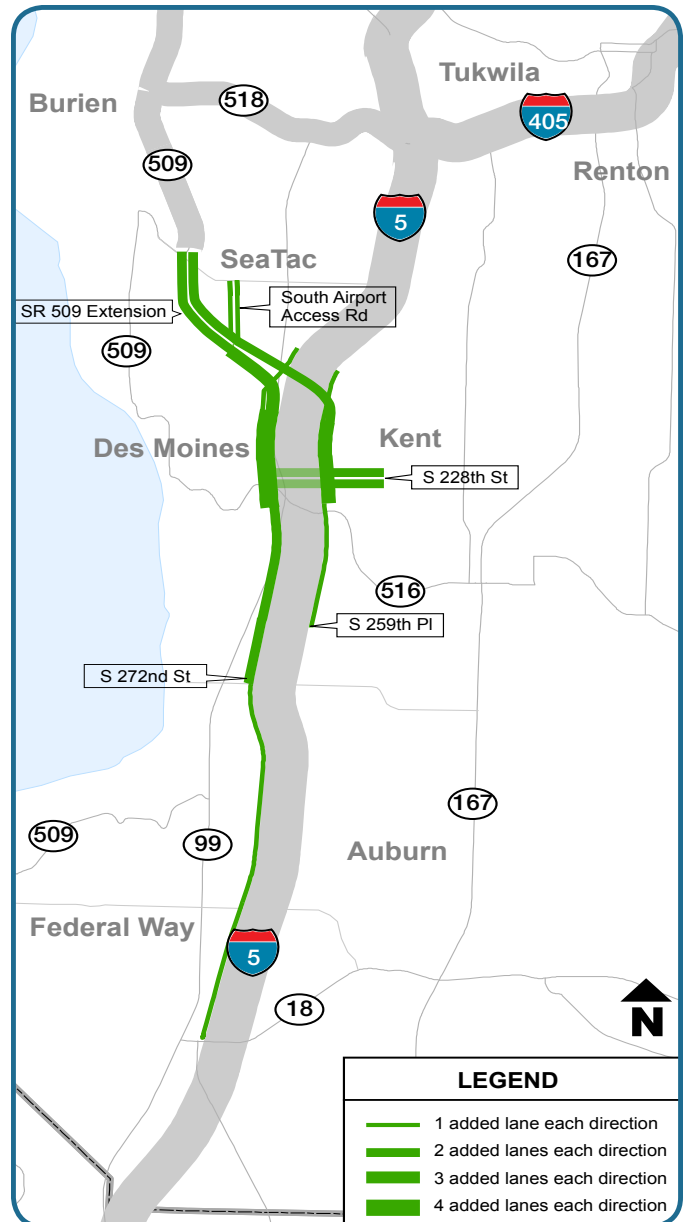 Tukwila
Burien
518
405
509
Renton
5
167
SeaTac
South Airport
Access Rd
SR 509 Extension
509
Des Moines
Kent
S 228th St
516
S 259th Pl
S 272nd St
167
509
99
Auburn
Federal Way
5
18
N
LEGEND
1 added lane each direction
2 added lanes each direction
3 added lanes each direction
4 added lanes each direction